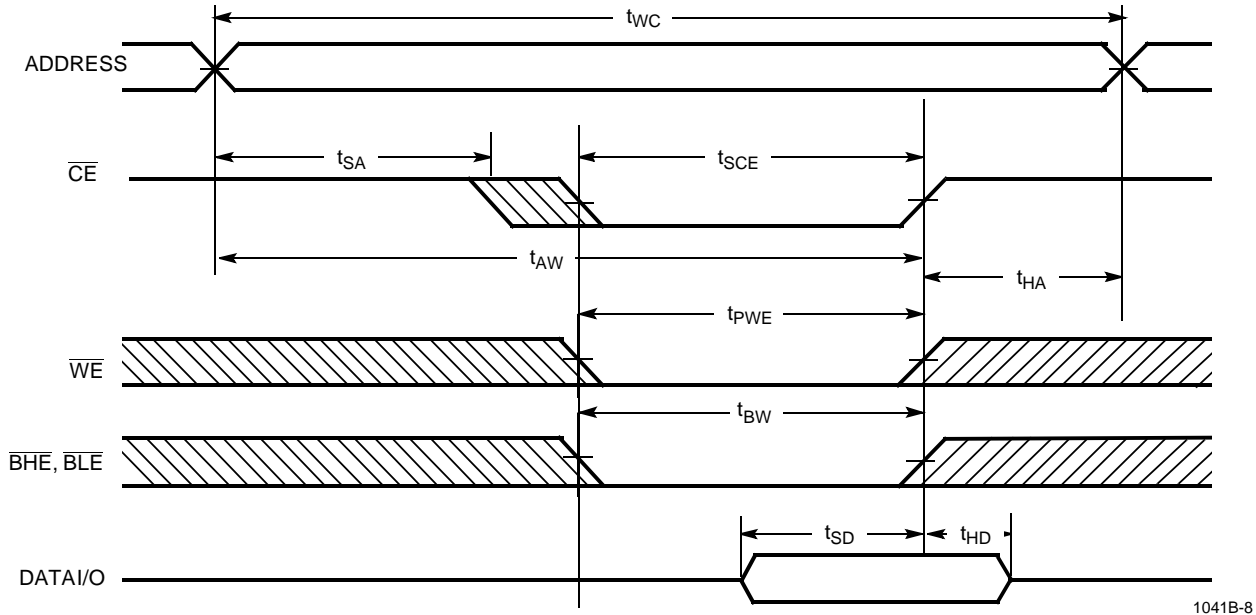 tWC
ADDRESS
tSA
tSCE
CE
tAW
tHA
tPWE
WE
tBW
BHE, BLE
tSD
tHD
DATAI/O
1041B-8